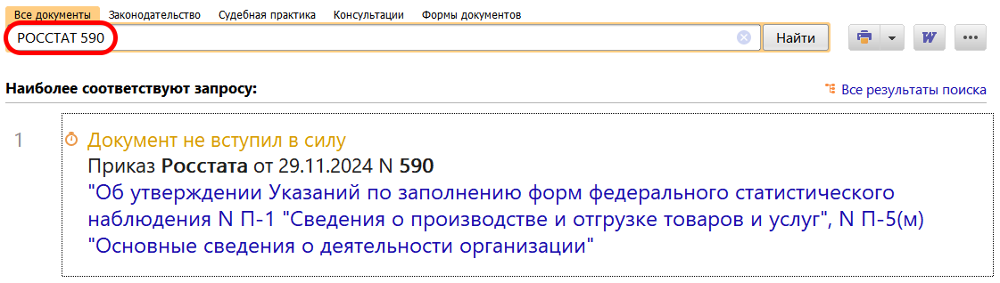 Все документы Законодательство Судебная практика Консультации Формы документов
РОССТАТ 590 Найти W
Наиболее соответствуют запросу: Все результаты поиска
1 Документ не вступил в силу
Приказ Росстата от 29.11.2024 N 590
"Об утверждении Указаний по заполнению форм федерального статистического
наблюдения N П-1 "Сведения о производстве и отгрузке товаров и услуг", N П-5(м)
"Основные сведения о деятельности организации"